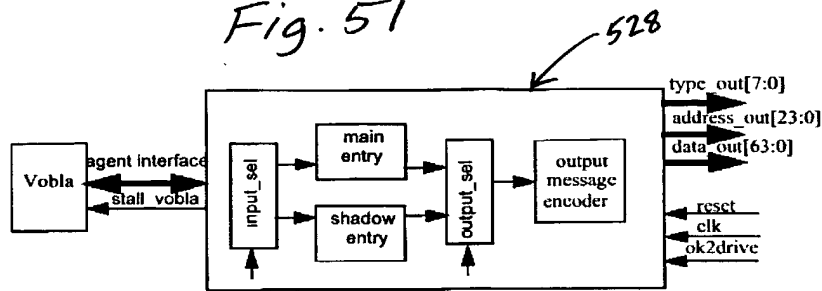 Fig. 51
528
type_out[7:0]
address_out[23:0]
data_out[63:0]
Vobla
agent interface
stall_vobla
input_sel
main
entry
shadow
entry
output_sel
output
message
encoder
reset
clk
ok2drive